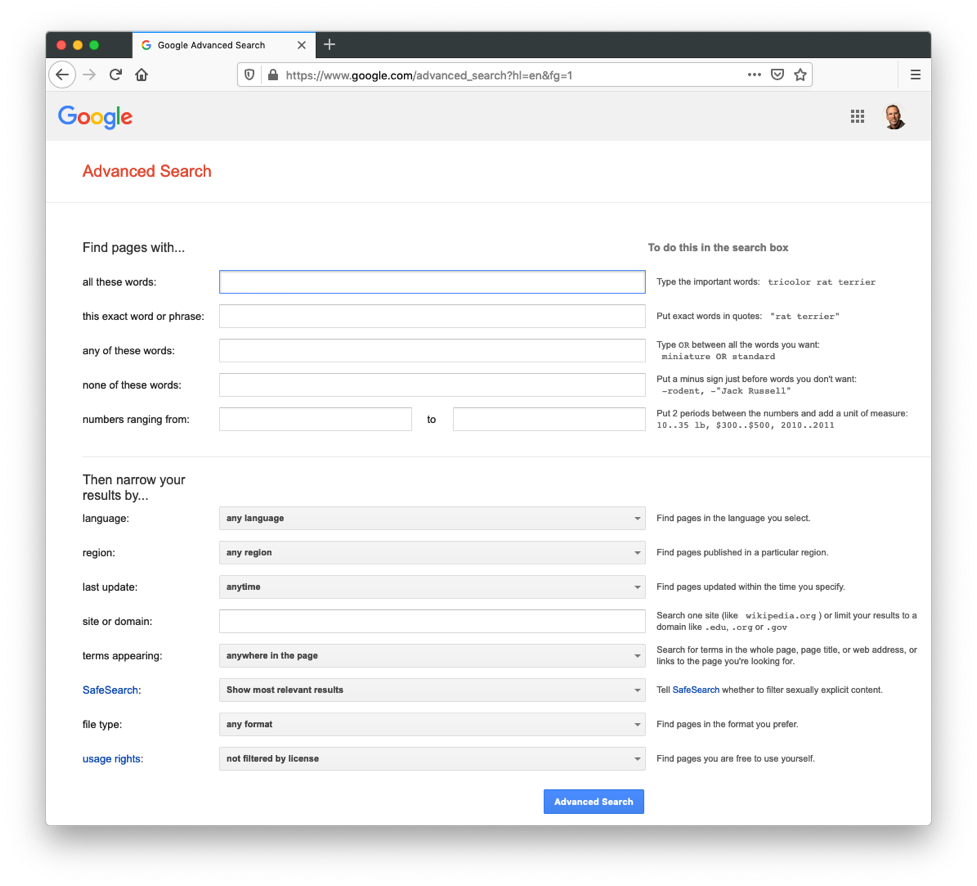 Google Advanced Search
https://www.google.com/advanced_search?hl=en&fg=1
Google
Advanced Search
Find pages with...
To do this in the search box
all these words:
Type the important words: tricolor rat terrier
this exact word or phrase:
Put exact words in quotes: "rat terrier"
any of these words:
Type OR between all the words you want:
miniature OR standard
none of these words:
Put a minus sign just before words you don't want:
-rodent, -"Jack Russell"
numbers ranging from:
to
Put 2 periods between the numbers and add a unit of measure:
10..35 lb, $300..$500, 2010..2011
Then narrow your
results by...
language:
any language
Find pages in the language you select.
region:
any region
Find pages published in a particular region.
last update:
anytime
Find pages updated within the time you specify.
site or domain:
Search one site (like wikipedia.org ) or limit your results to a
domain like .edu, .org or .gov
terms appearing:
anywhere in the page
Search for terms in the whole page, page title, or web address, or
links to the page you're looking for.
SafeSearch:
Show most relevant results
Tell SafeSearch whether to filter sexually explicit content.
file type:
any format
Find pages in the format you prefer.
usage rights:
not filtered by license
Find pages you are free to use yourself.
Advanced Search